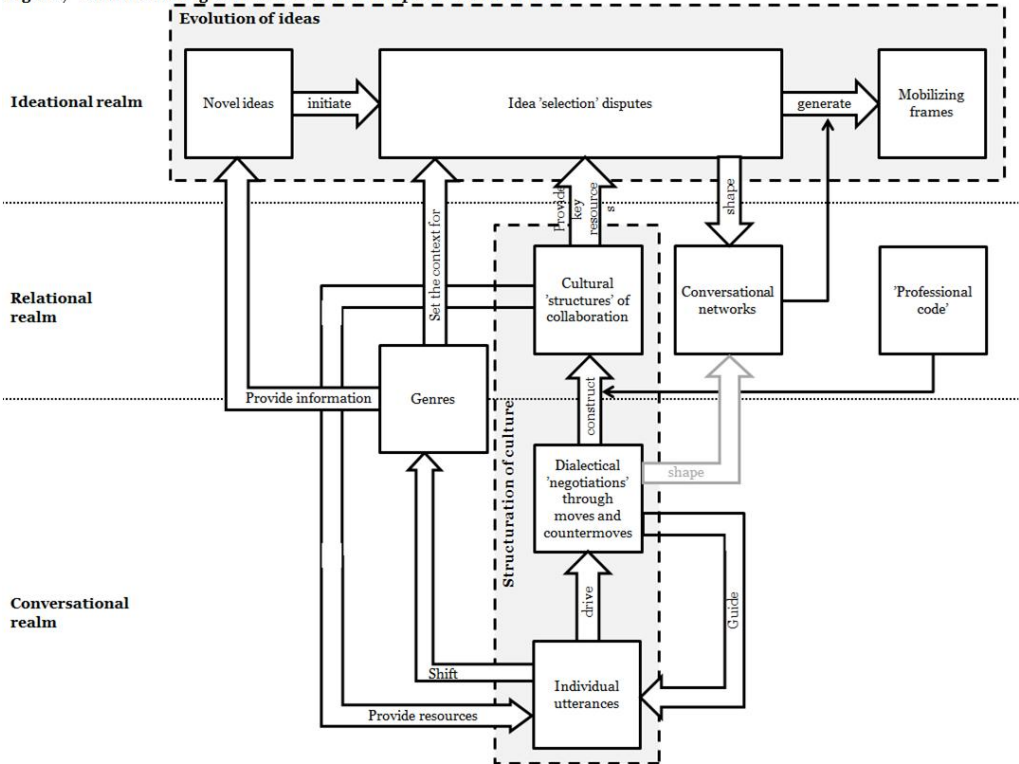 Evolution of ideas
Ideational realm
Novel ideas
initiate
Idea 'selection' disputes
generate
Mobilizing
frames
Provide
key
resource
s
shape
Set the context for
Relational
realm
Cultural
'structures' of
collaboration
Conversational
networks
'Professional
code'
Provide information
Genres
construct
Structuration of culture
Dialectical
'negotiations'
through
moves and
countermoves
shape
Conversational
realm
drive
Guide
Shift
Individual
utterances
Provide resources